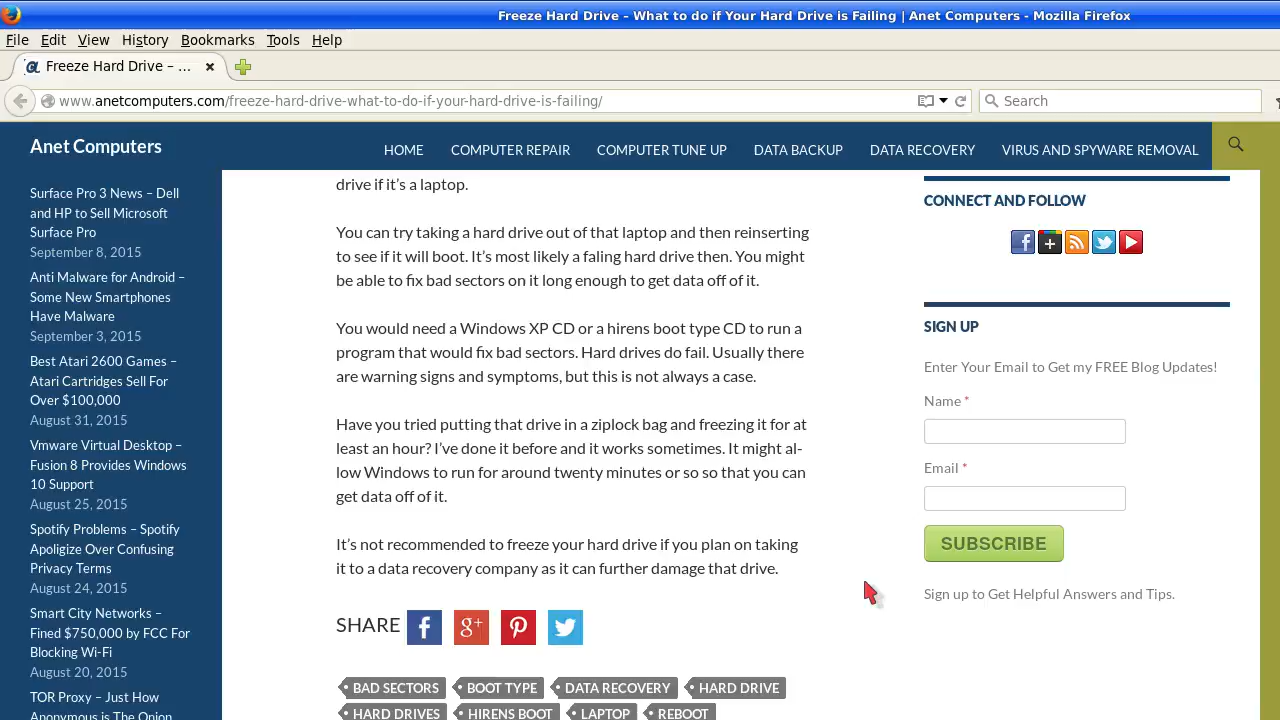 Freeze Hard Drive – What to do if Your Hard Drive is Failing | Anet Computers - Mozilla Firefox
File Edit View History Bookmarks Tools Help
Freeze Hard Drive – ...
www.anetcomputers.com/freeze-hard-drive-what-to-do-if-your-hard-drive-is-failing/
Search
Anet Computers
HOME COMPUTER REPAIR COMPUTER TUNE UP DATA BACKUP DATA RECOVERY VIRUS AND SPYWARE REMOVAL
Surface Pro 3 News – Dell
and HP to Sell Microsoft
Surface Pro
September 8, 2015
Anti Malware for Android –
Some New Smartphones
Have Malware
September 3, 2015
Best Atari 2600 Games –
Atari Cartridges Sell For
Over $100,000
August 31, 2015
Vmware Virtual Desktop –
Fusion 8 Provides Windows
10 Support
August 25, 2015
Spotify Problems – Spotify
Apoligize Over Confusing
Privacy Terms
August 24, 2015
Smart City Networks –
Fined $750,000 by FCC For
Blocking Wi-Fi
August 20, 2015
TOR Proxy – Just How
Anonymous is The Onion
drive if it's a laptop.
You can try taking a hard drive out of that laptop and then reinserting
to see if it will boot. It's most likely a faling hard drive then. You might
be able to fix bad sectors on it long enough to get data off of it.
You would need a Windows XP CD or a hirens boot type CD to run a
program that would fix bad sectors. Hard drives do fail. Usually there
are warning signs and symptoms, but this is not always a case.
Have you tried putting that drive in a ziplock bag and freezing it for at
least an hour? I've done it before and it works sometimes. It might al-
low Windows to run for around twenty minutes or so so that you can
get data off of it.
It's not recommended to freeze your hard drive if you plan on taking
it to a data recovery company as it can further damage that drive.
SHARE
BAD SECTORS BOOT TYPE DATA RECOVERY HARD DRIVE
HARD DRIVES HIRENS BOOT LAPTOP REBOOT
CONNECT AND FOLLOW
SIGN UP
Enter Your Email to Get my FREE Blog Updates!
Name *
Email *
SUBSCRIBE
Sign up to Get Helpful Answers and Tips.